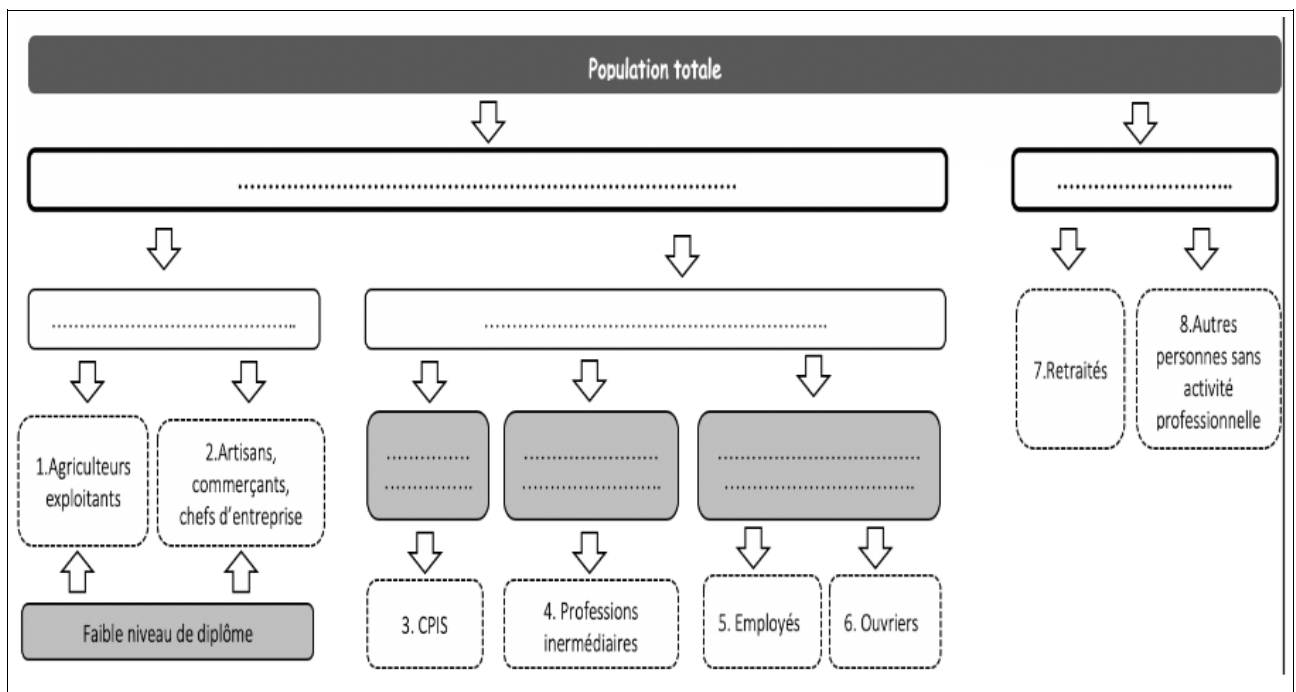 Population totale
..................................................................................
.............................
........................................
........................................................
1.Agriculteurs
exploitants
2.Artisans,
commerçants,
chefs d'entreprise
..............
...............
......................
.......................
.................................
...............................
7.Retraités
8.Autres
personnes sans
activité
professionnelle
Faible niveau de diplôme
3. CPIS
4. Professions
inermédiaires
5. Employés
6. Ouvriers